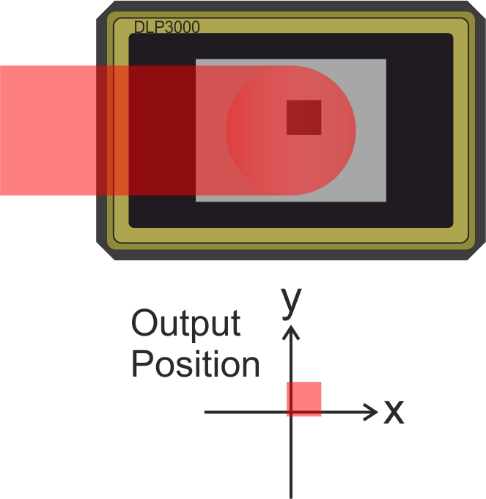 DLP3000
y
Output
Position
x